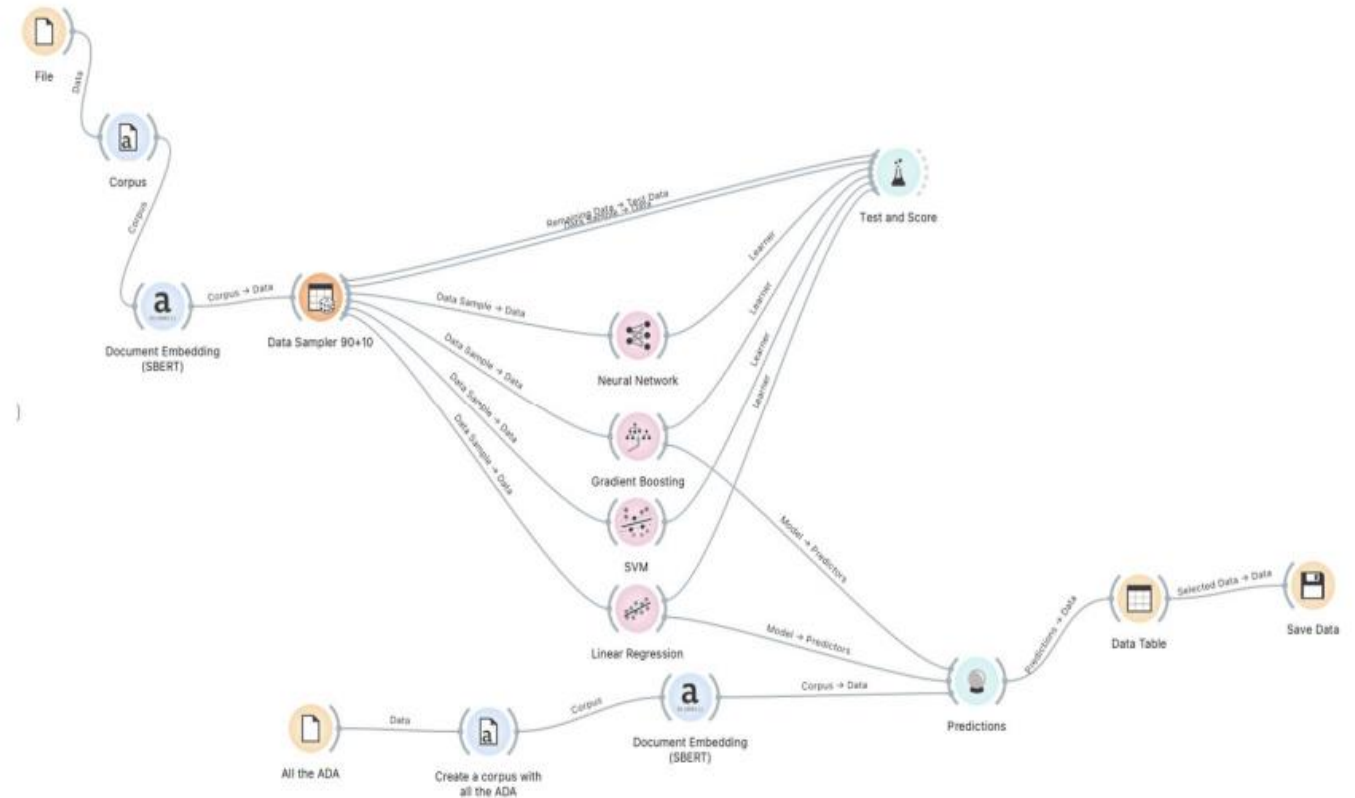 File
Data
Corpus
Corpus
Document Embedding
(SBERT)
Corpus → Data
Data Sampler 90+10
Remaining Data → Test Data
Data Sample → Data
Test and Score
Data Sample → Data
Neural Network
Learner
Data Sample → Data
Gradient Boosting
Learner
Data Sample → Data
SVM
Learner
Data Sample → Data
Linear Regression
Learner
Model → Predictors
Model → Predictors
All the ADA
Data
Create a corpus with
all the ADA
Corpus
Document Embedding
(SBERT)
Corpus → Data
Predictions
Predictions → Data
Data Table
Selected Data → Data
Save Data
)